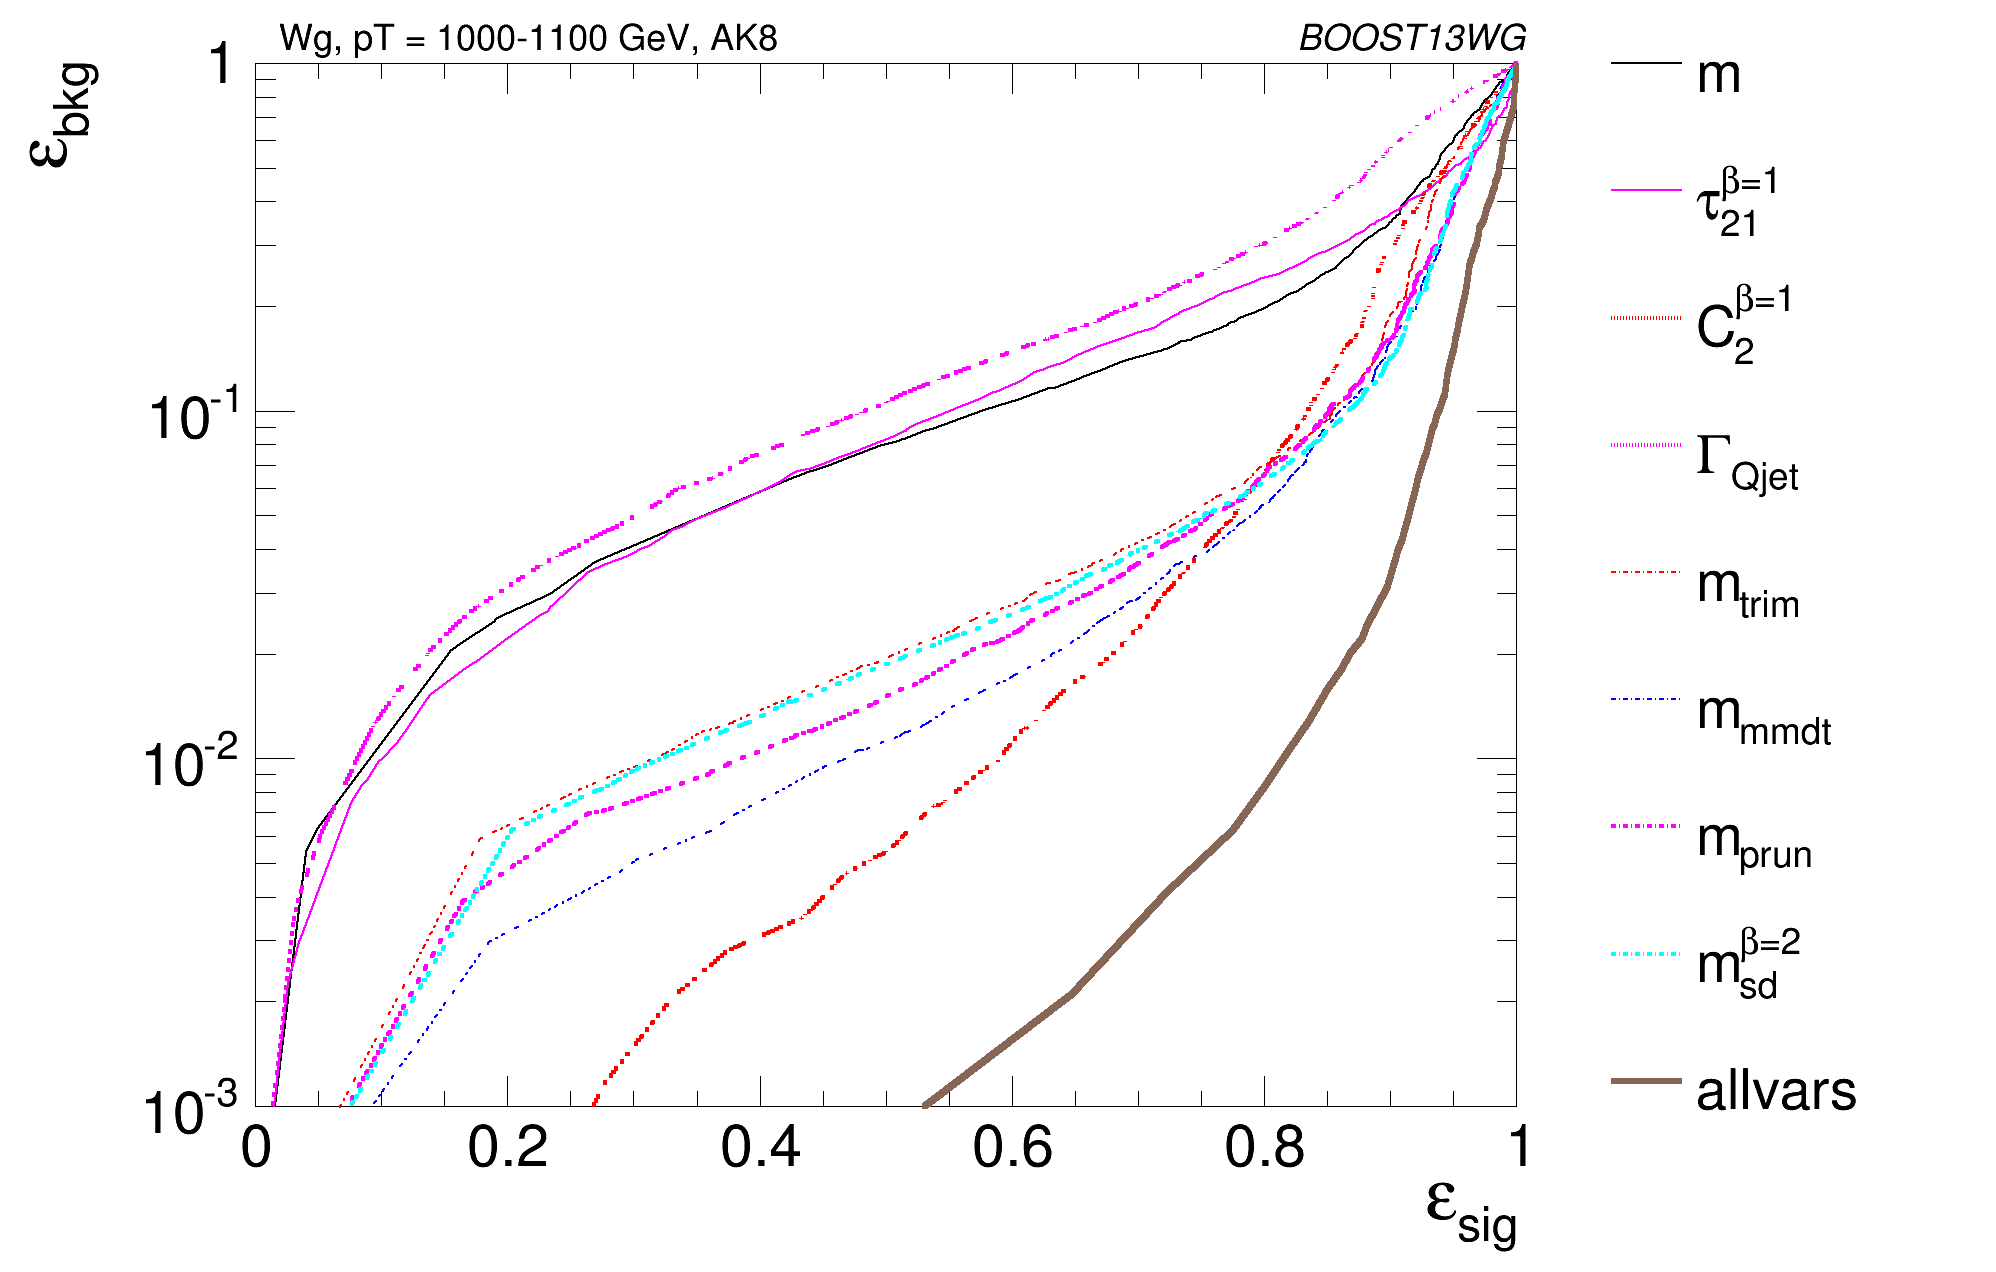 Wg, pT = 1000-1100 GeV, AK8
BOOST13WG
ε_bkg
1
10^-1
10^-2
10^-3
0 0.2 0.4 0.6 0.8 1
ε_sig
m
τ_21^β=1
C_2^β=1
Γ_Qjet
m_trim
m_mmdt
m_prun
m_sd^β=2
allvars